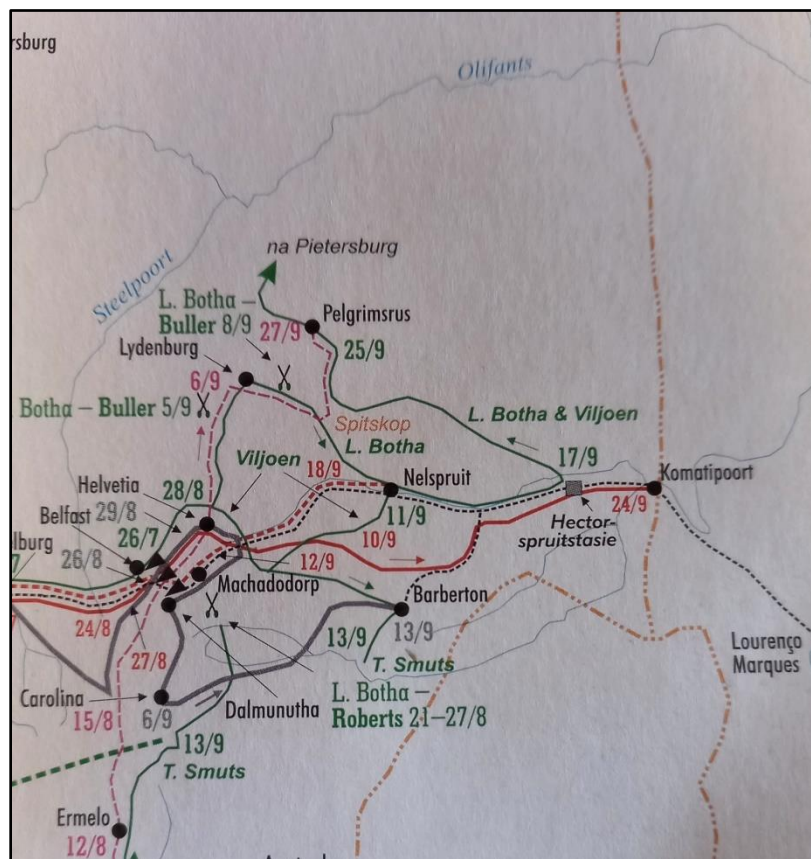 rsburg
Olifants
Steelpoort
na Pietersburg
L. Botha –
Buller 8/9
27/9
Pelgrimsrus
25/9
Lydenburg
6/9
Botha – Buller 5/9
Spitskop
L. Botha
L. Botha & Viljoen
Viljoen
17/9
18/9
Nelspruit
Komatipoort
Helvetia
28/8
29/8
11/9
24/9
Hector-
spruitstasie
Belfast
26/7
10/9
lburg
7
26/8
12/9
Machadodorp
Barberton
24/8
27/8
13/9
13/9
T. Smuts
Lourenço
Marques
Carolina
15/8
6/9
Dalmunutha
L. Botha –
Roberts 21–27/8
13/9
T. Smuts
Ermelo
12/8